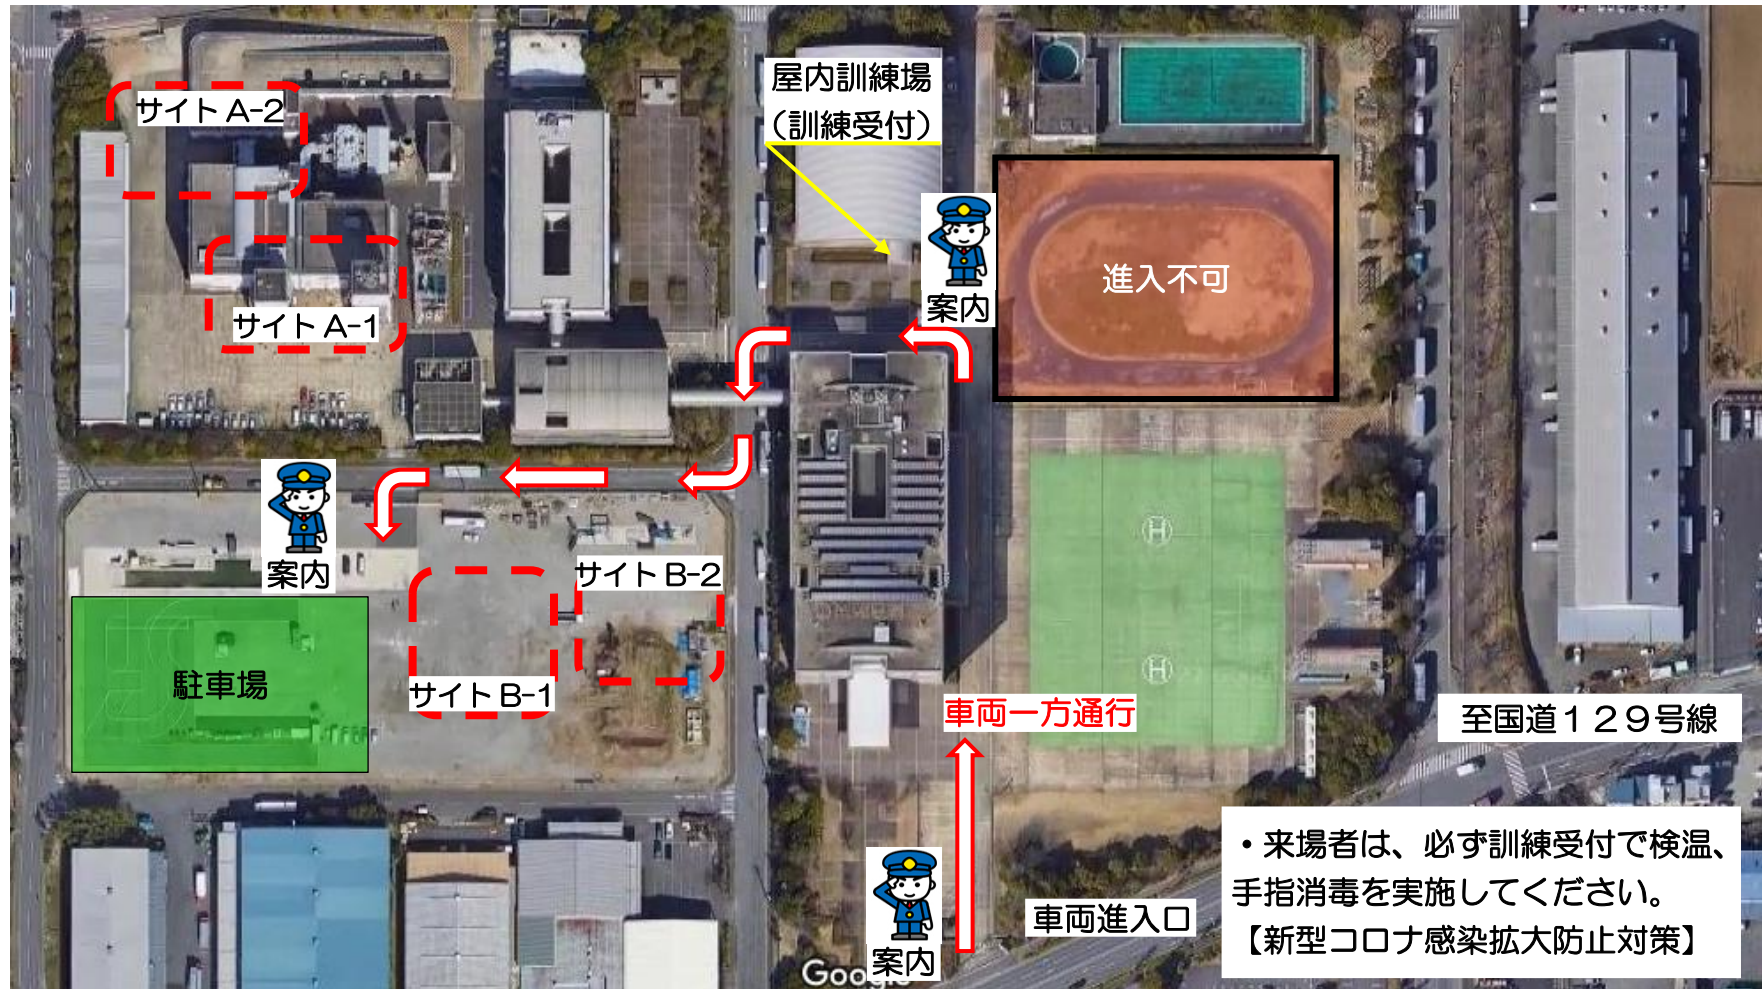 屋内訓練場
（訓練受付）
サイトA-2
サイトA-1
案内
進入不可
案内
サイトB-2
サイトB-1
駐車場
車両一方通行
至国道１２９号線
・来場者は、必ず訓練受付で検温、
手指消毒を実施してください。
【新型コロナ感染拡大防止対策】
車両進入口
案内
Google
H
H